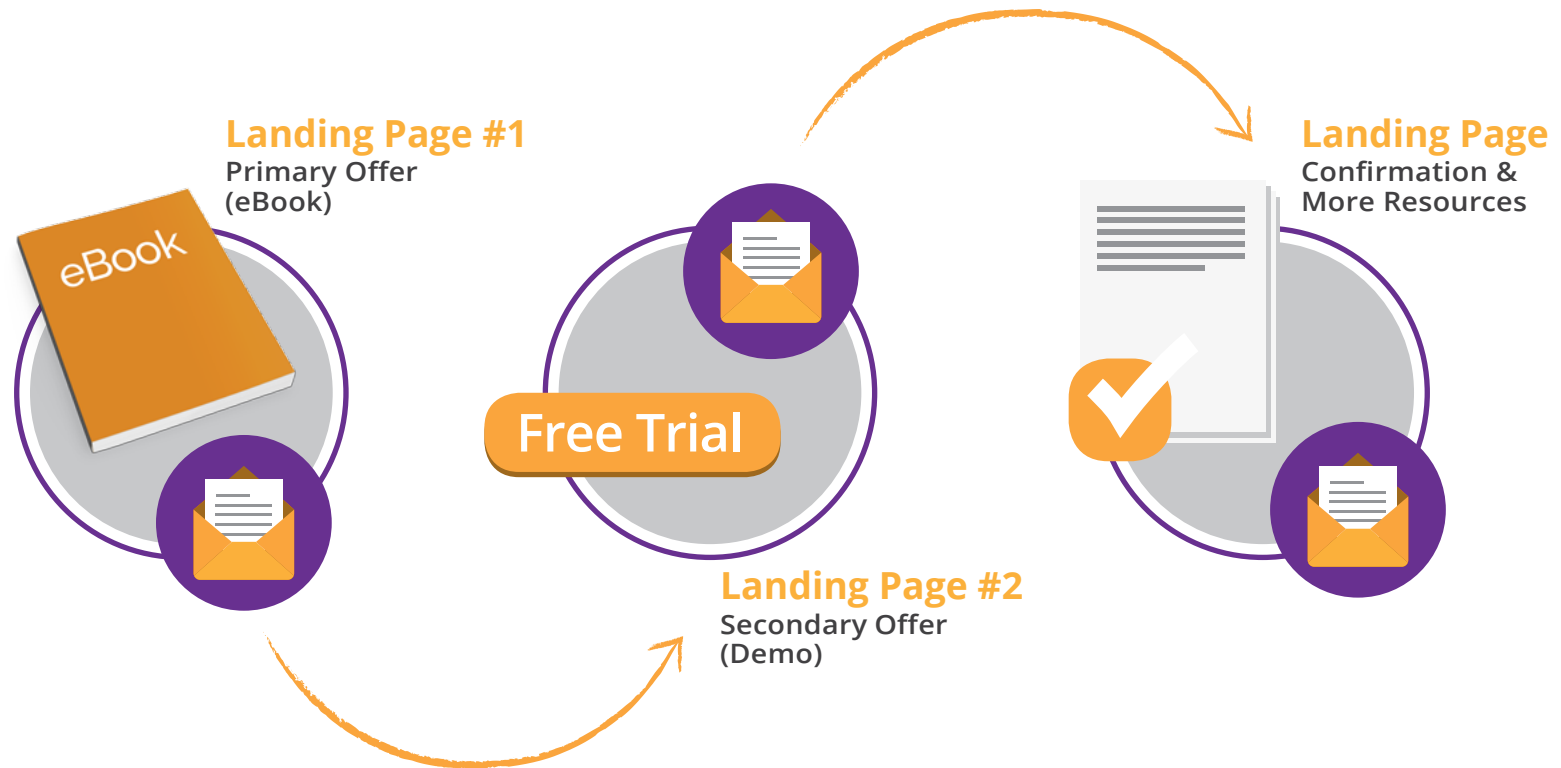 Landing Page #1
Primary Offer
(eBook)
eBook
Free Trial
Landing Page #2
Secondary Offer
(Demo)
Landing Page
Confirmation &
More Resources